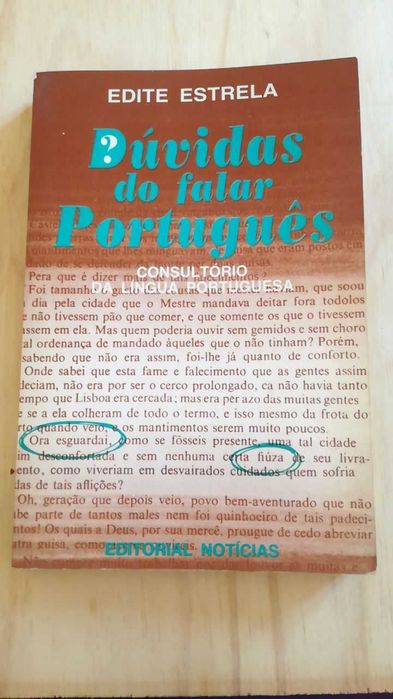 EDITE ESTRELA
?
Dúvidas
do falar
Português
CONSULTÓRIO
DA LÍNGUA PORTUGUESA
Pera que é dizer mais de tais falecimentos?
Foi tamanho
que soou
dia pela cidade que o Mestre mandava deitar fora todolos
e não tivessem pão que comer, e que somente os que o tivessem
assem em ela. Mas quem poderia ouvir sem gemidos e sem choro
al ordenança de mandado àqueles que o não tinham? Porém,
sabendo que não era assim, foi-lhe já quanto de conforto.
Onde sabei que esta fame e falecimento que as gentes assim
deciam, não era por ser o cerco prolongado, ca não havia tanto
empo que Lisboa era cercada; mas era per azo das muitas gentes
e se a ela colheram de todo o termo, e isso mesmo da frota do
rto quando veio, e os mantimentos serem muito poucos.
Ora esguardai, como se fôsseis presente, uma tal cidade
im desconfortada e sem nenhuma certa fiúza de seu livra-
ento, como viveriam em desvairados cuidados quem sofria
das de tais aflições?
Oh, geração que depois veio, povo bem-aventurado que não
abe parte de tantos males nem foi quinhoeiro de tais padeci-
ntos! Os quais a Deus, por sua mercê, prougue de cedo abreviar
atra guisa, como
EDITORIAL NOTÍCIAS